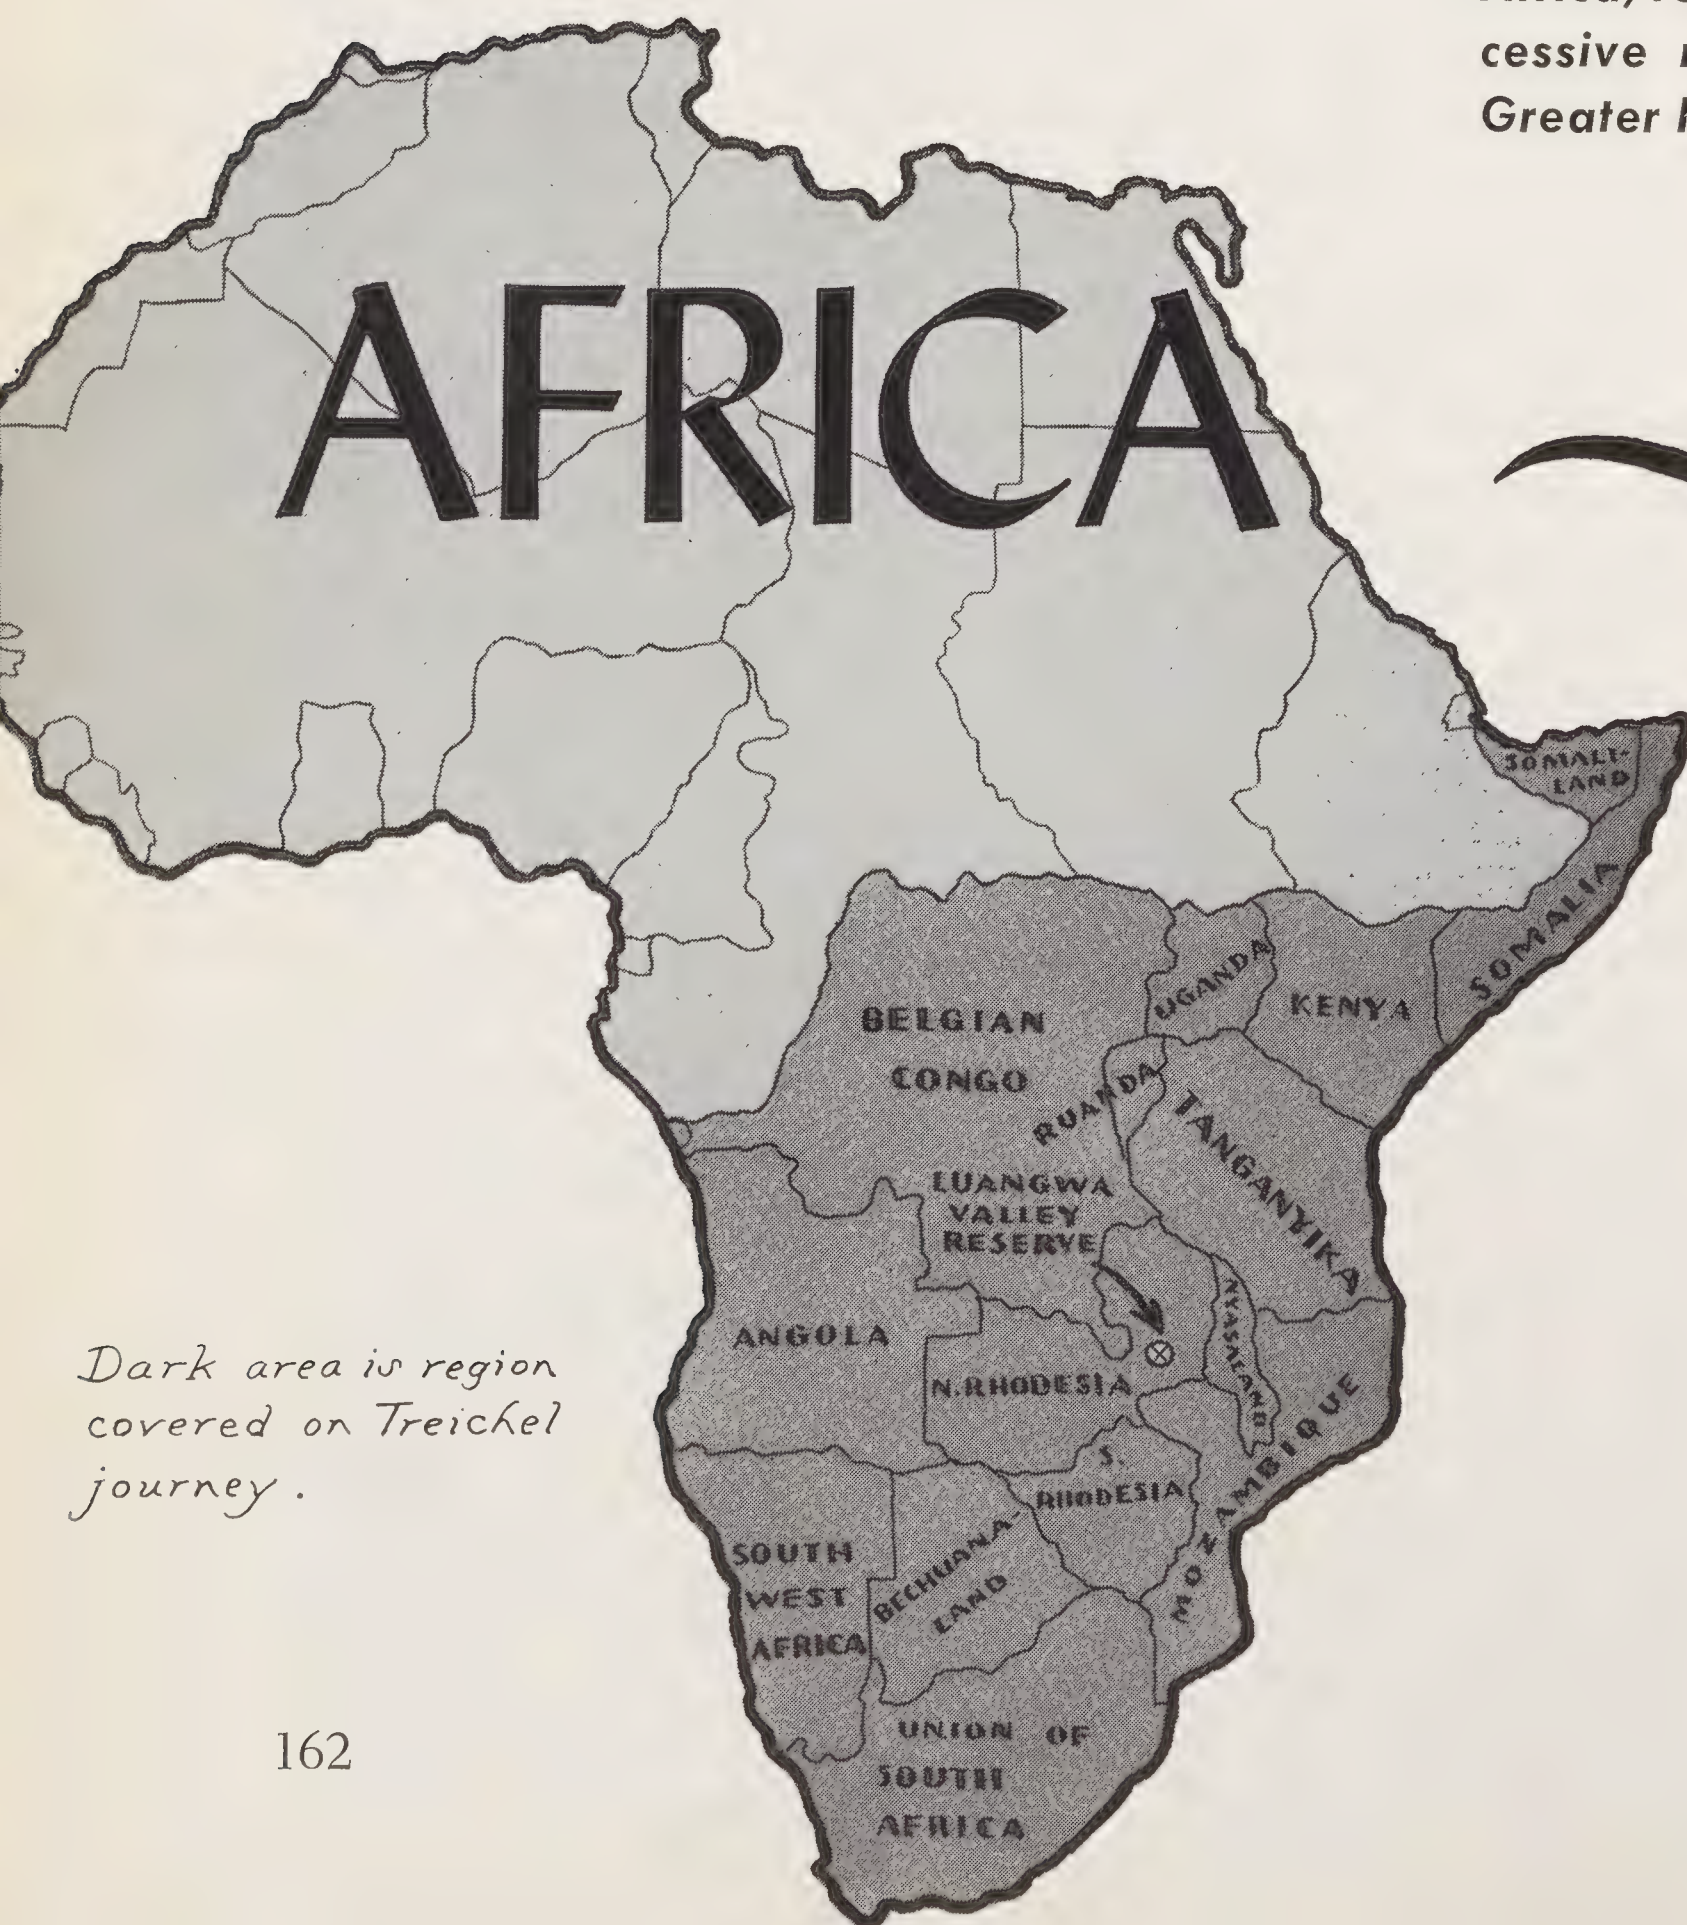 cessive
Greater
AFRICA
SOMALI-
LAND
SOMALIA
UGANDA
KENYA
BELGIAN
CONGO
RUANDA
TANGANYIKA
LUANGWA
VALLEY
RESERVE
NYASALAND
ANGOLA
N. RHODESIA
MOZAMBIQUE
S.
RHODESIA
SOUTH
WEST
AFRICA
BECHUANA-
LAND
UNION OF
SOUTH
AFRICA
Dark area is region
covered on Treichel
journey.
162